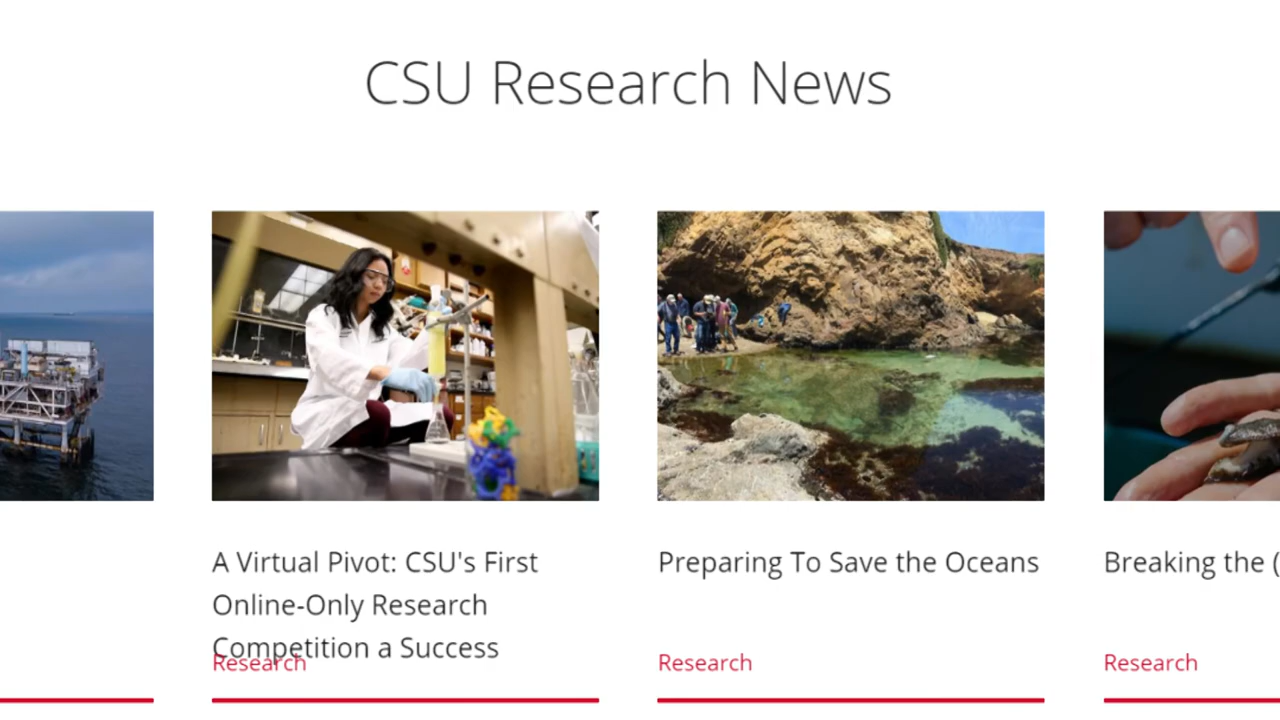 CSU Research News
A Virtual Pivot: CSU's First
Online-Only Research
Competition a Success
Research
Preparing To Save the Oceans
Research
Breaking the (
Research